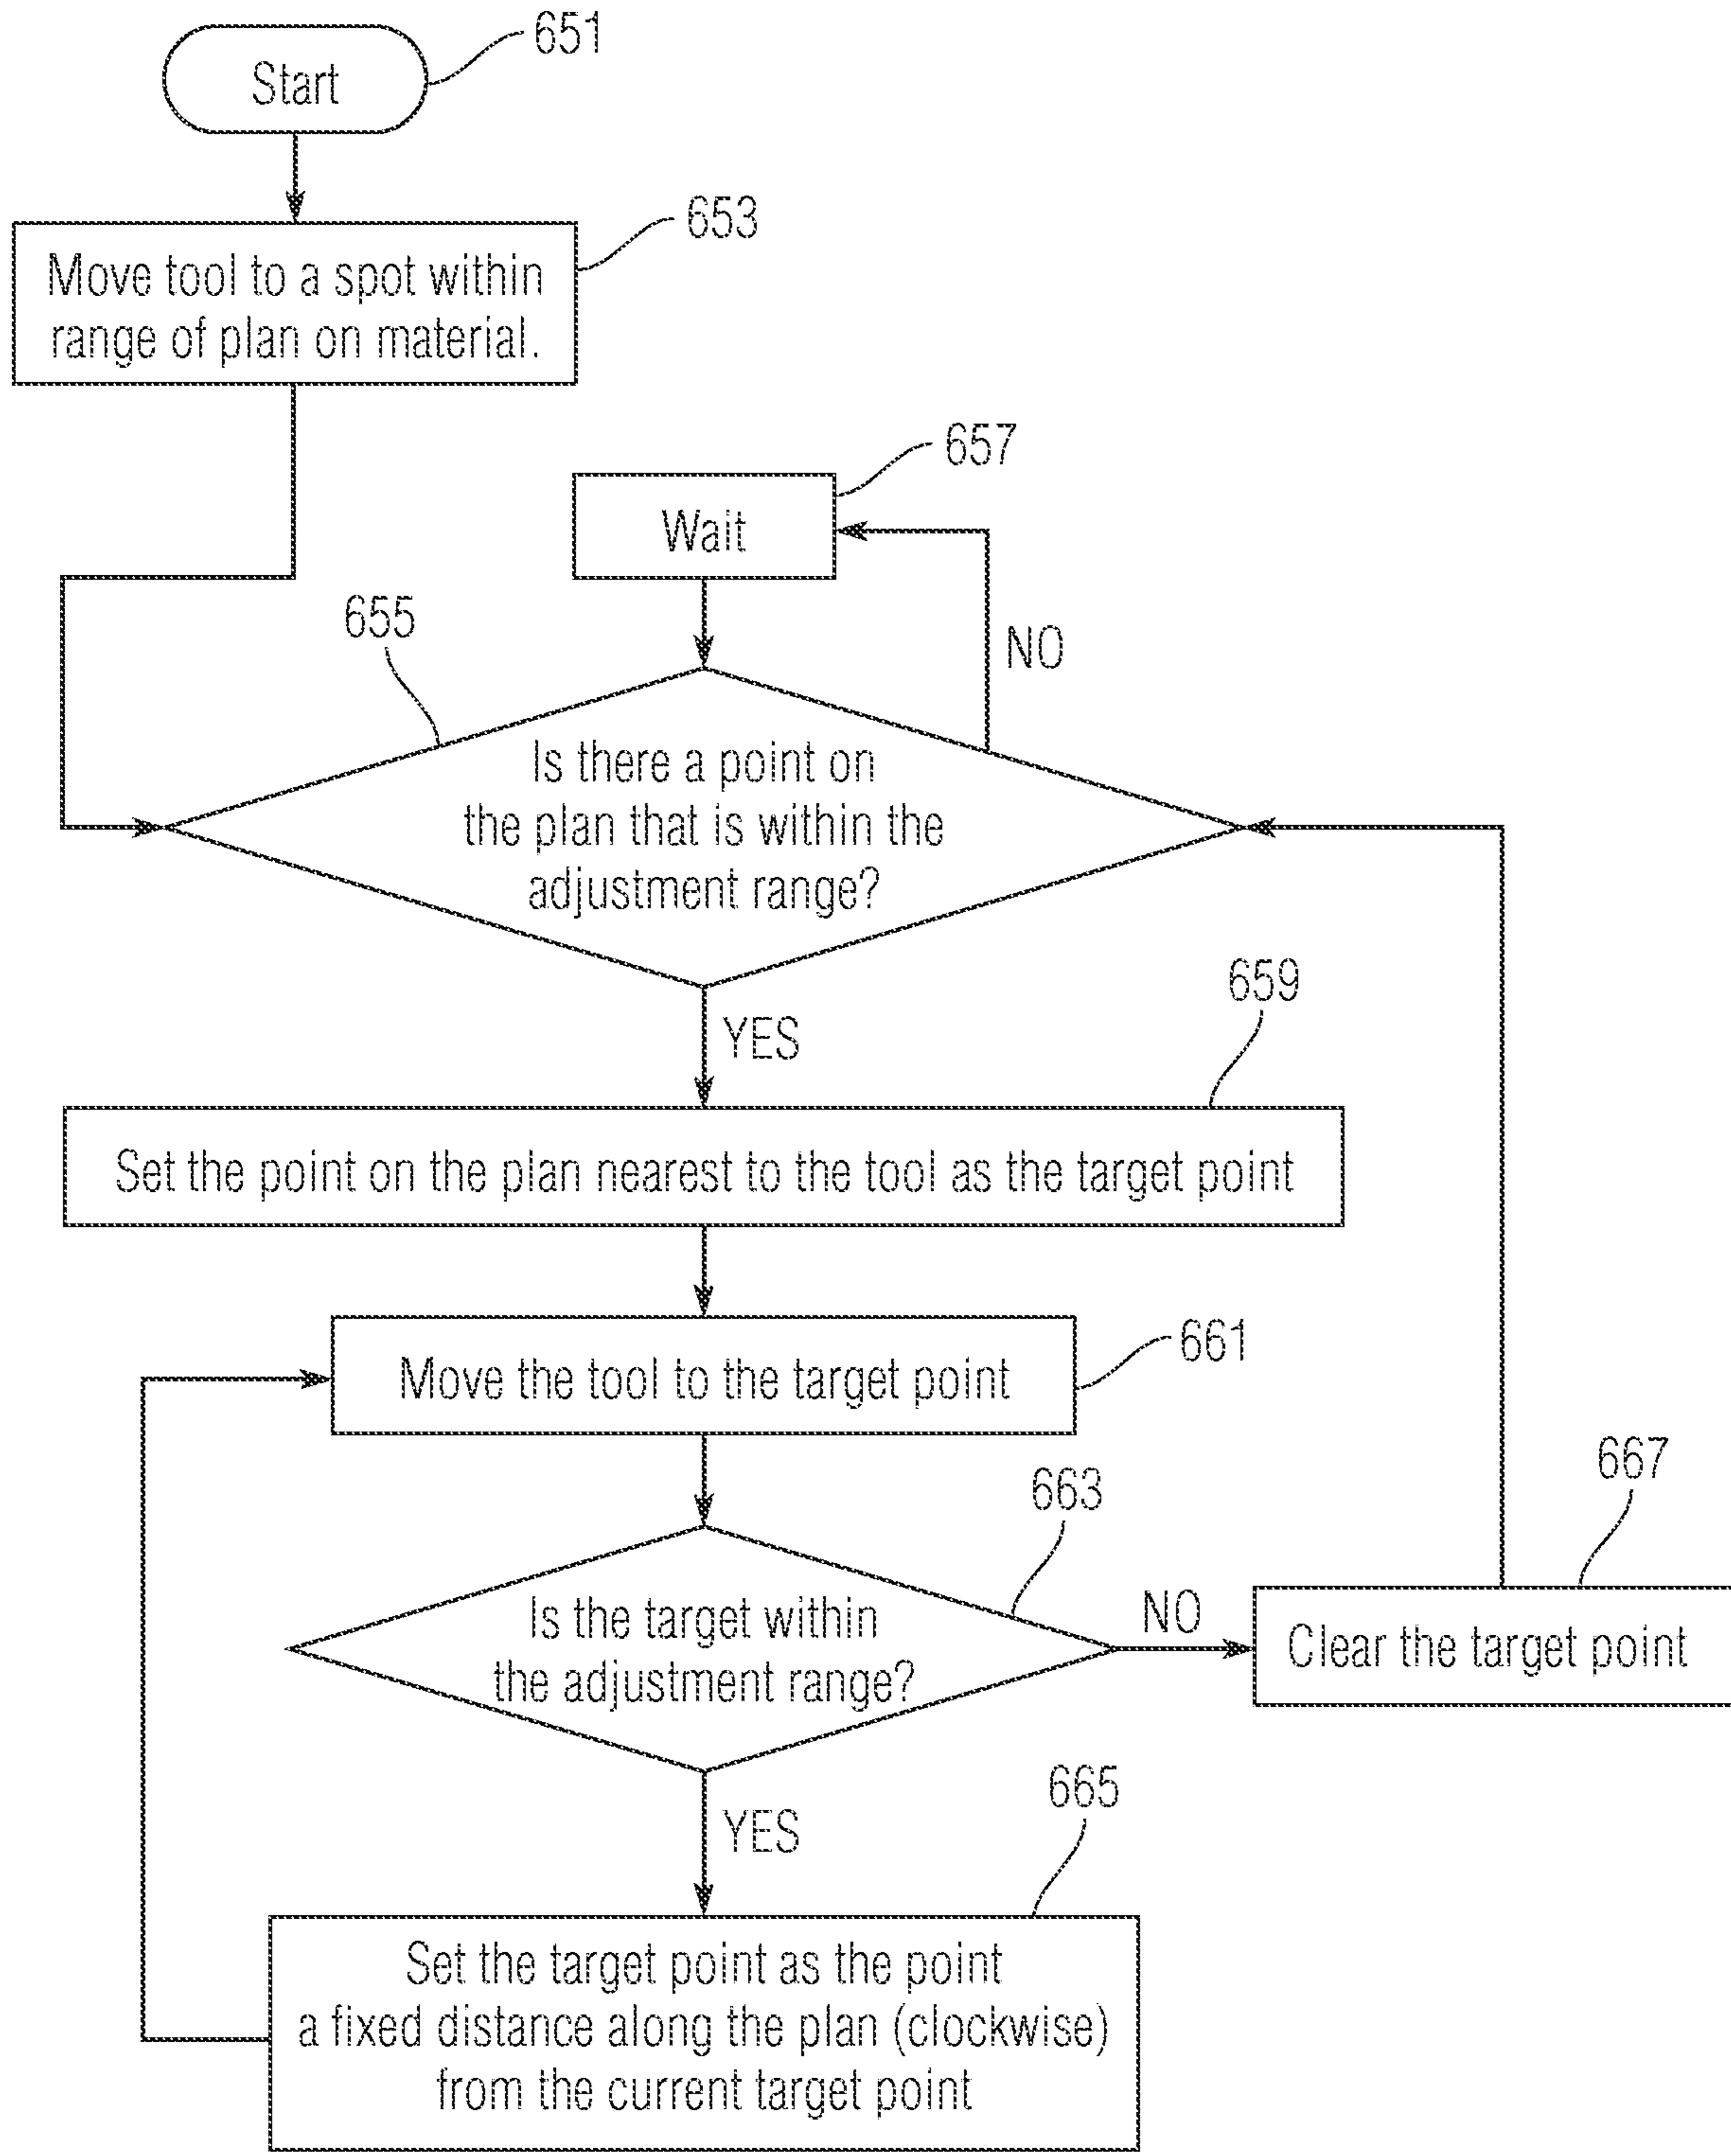 651
Start
653
Move tool to a spot within
range of plan on material.
657
Wait
655
NO
Is there a point on
the plan that is within the
adjustment range?
659
YES
Set the point on the plan nearest to the tool as the target point
661
Move the tool to the target point
663
667
Is the target within
the adjustment range?
NO
Clear the target point
665
YES
Set the target point as the point
a fixed distance along the plan (clockwise)
from the current target point